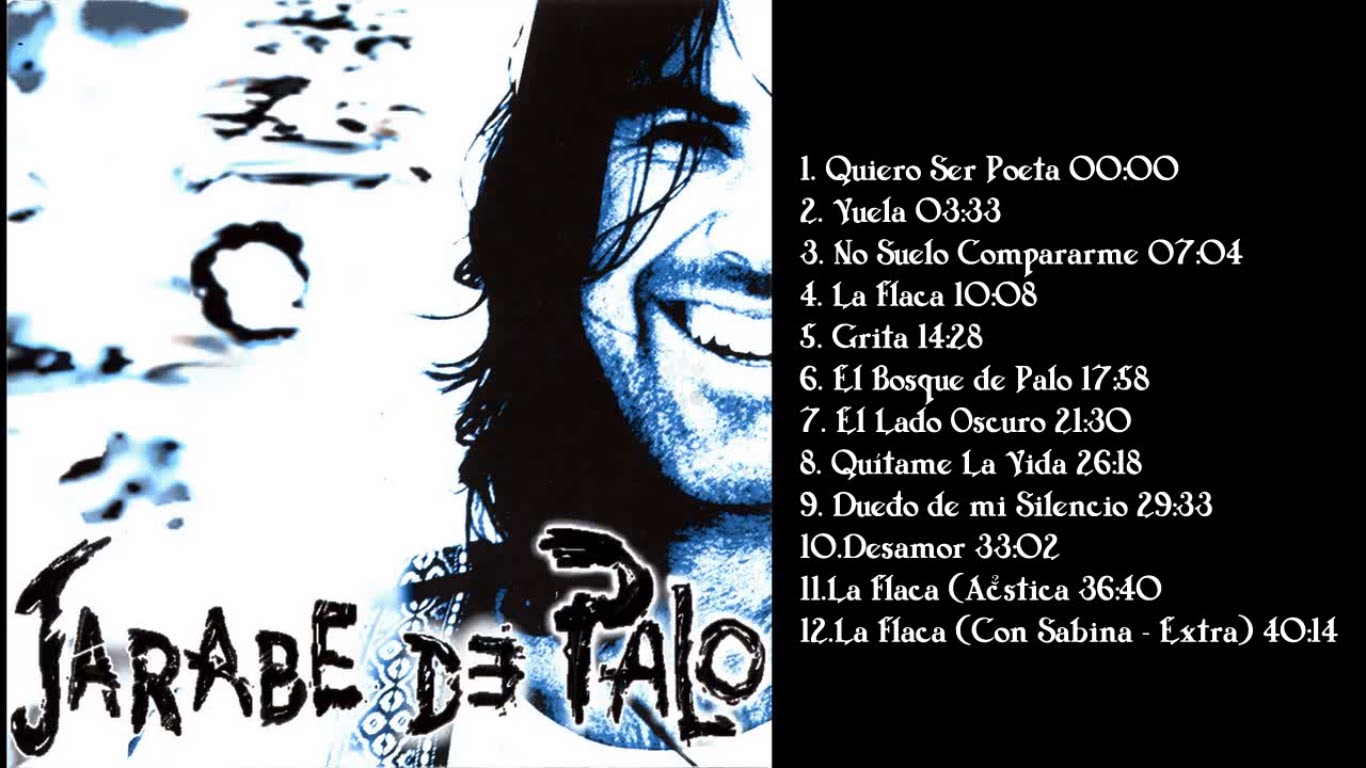 JARABE DE PALO
1. Quiero Ser Poeta 00:00
2. Vuela 03:33
3. No Suelo Compararme 07:04
4. La Flaca 10:08
5. Grita 14:28
6. El Bosque de Palo 17:58
7. El Lado Oscuro 21:30
8. Quítame La Vida 26:18
9. Duedo de mi Silencio 29:33
10.Desamor 33:02
11.La Flaca (Acstica 36:40
12.La Flaca (Con Sabina - Extra) 40:14